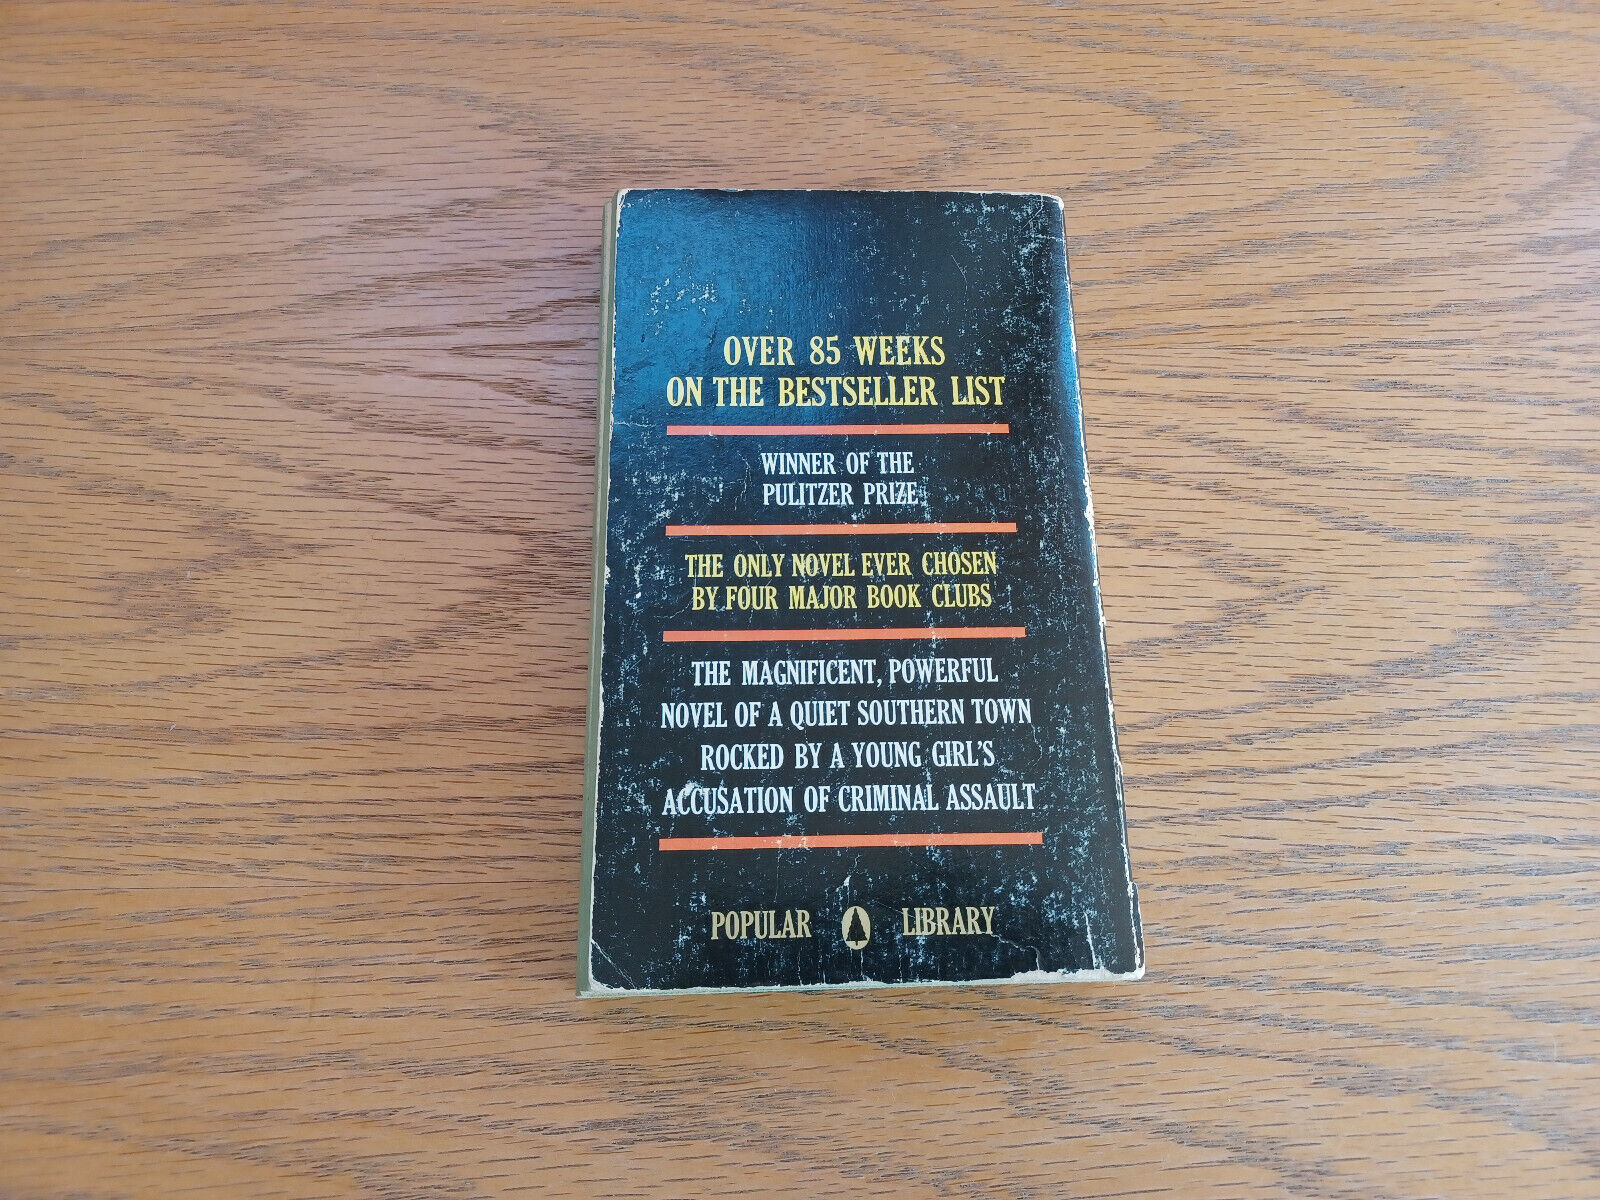 OVER 85 WEEKS
ON THE BESTSELLER LIST
WINNER OF THE
PULITZER PRIZE
THE ONLY NOVEL EVER CHOSEN
BY FOUR MAJOR BOOK CLUBS
THE MAGNIFICENT, POWERFUL
NOVEL OF A QUIET SOUTHERN TOWN
ROCKED BY A YOUNG GIRL'S
ACCUSATION OF CRIMINAL ASSAULT
POPULAR LIBRARY